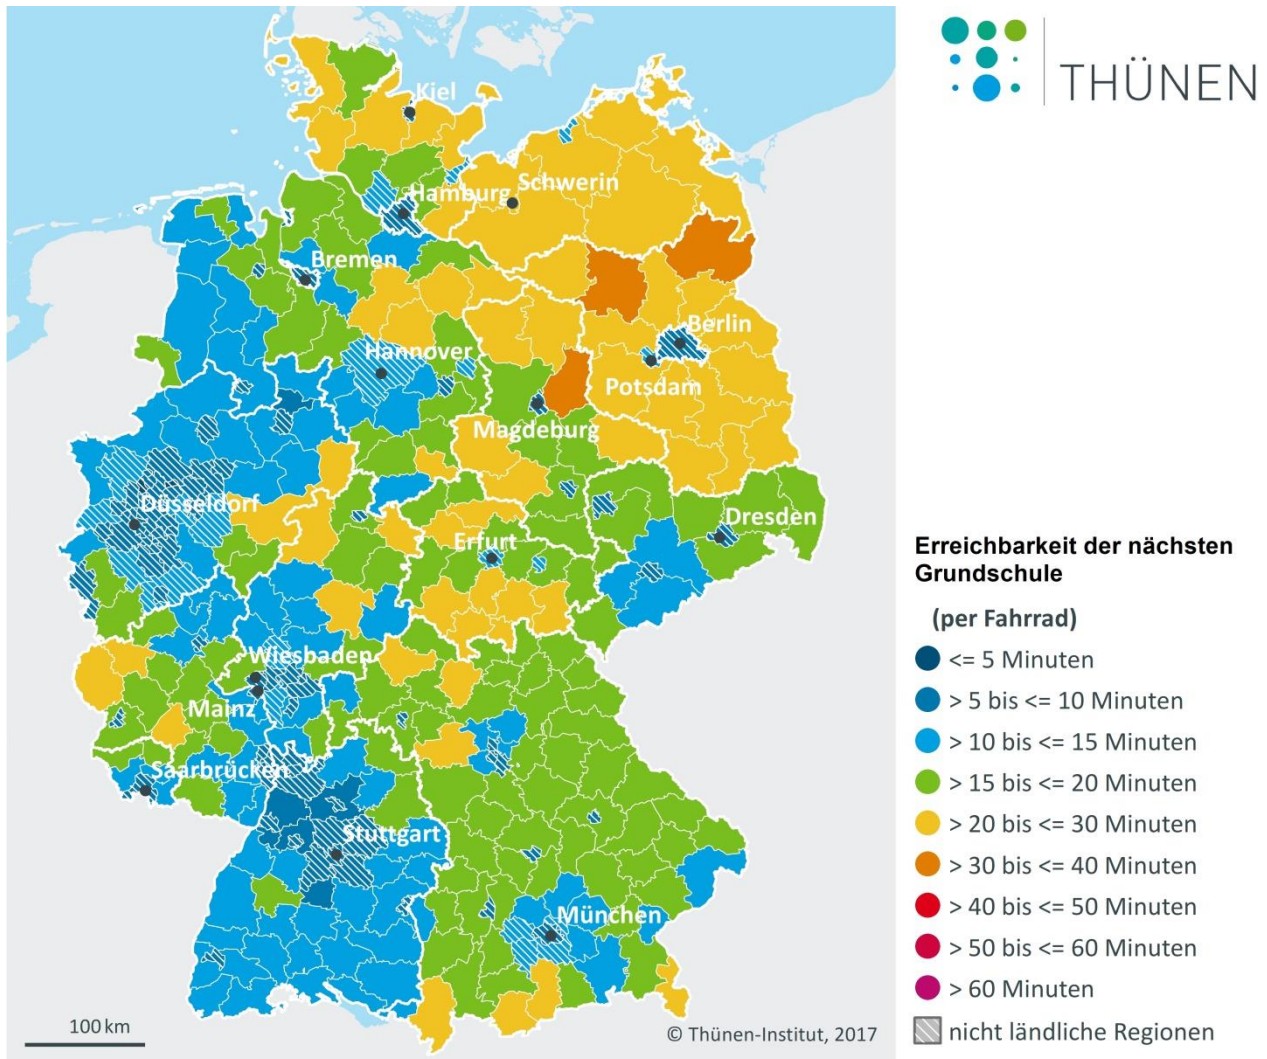 THÜNEN
Kiel
Schwerin
Hamburg
Bremen
Berlin
Hannover
Potsdam
Magdeburg
Düsseldorf
Dresden
Erfurt
Wiesbaden
Mainz
Saarbrücken
Stuttgart
München
100 km
© Thünen-Institut, 2017
Erreichbarkeit der nächsten
Grundschule
(per Fahrrad)
<= 5 Minuten
> 5 bis <= 10 Minuten
> 10 bis <= 15 Minuten
> 15 bis <= 20 Minuten
> 20 bis <= 30 Minuten
> 30 bis <= 40 Minuten
> 40 bis <= 50 Minuten
> 50 bis <= 60 Minuten
> 60 Minuten
nicht ländliche Regionen